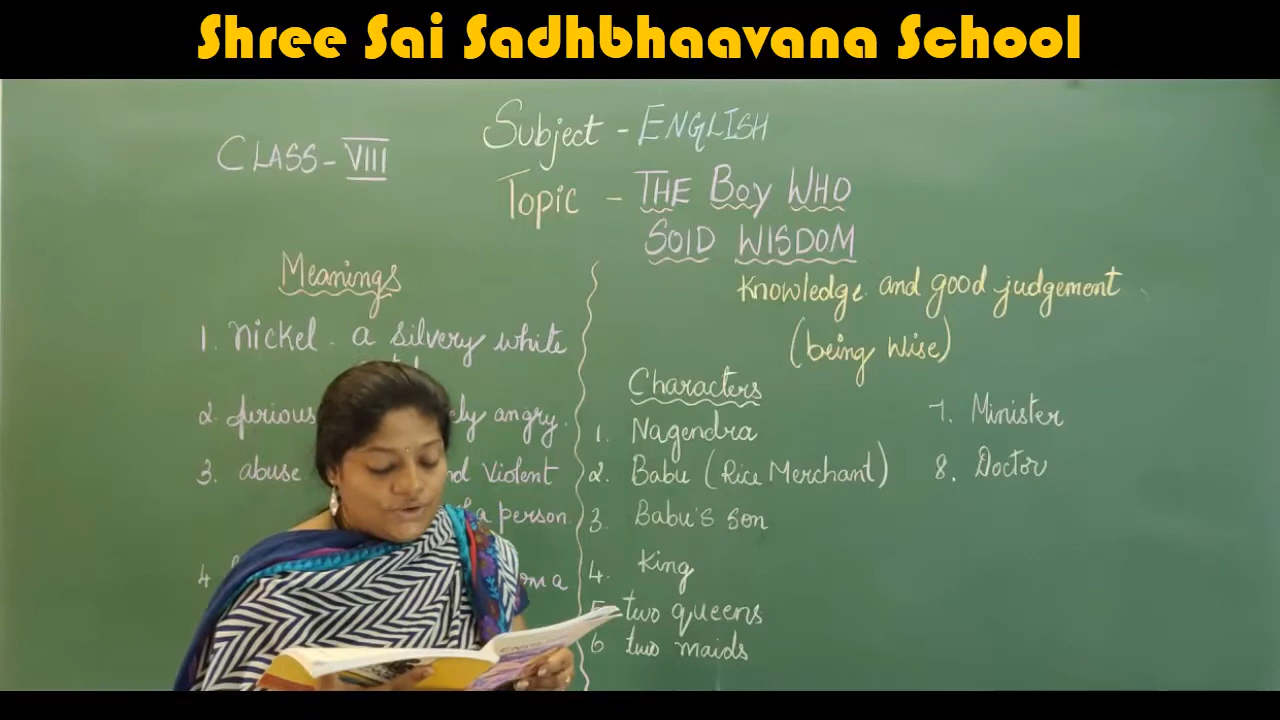 Shree Sai Sadhbhaavana School
CLASS - VIII
Subject - ENGLISH
Topic - THE BOY WHO
SOLD WISDOM
Knowledge and good judgement
(being wise)
Meanings
1. nickel - a silvery white
2. furious angry.
3. abuse violent
a person.
4.
Characters
1. Nagendra
2. Babu (Rice Merchant)
3. Babu's son
4. King
5. two queens
6 two maids
7. Minister
8. Doctor